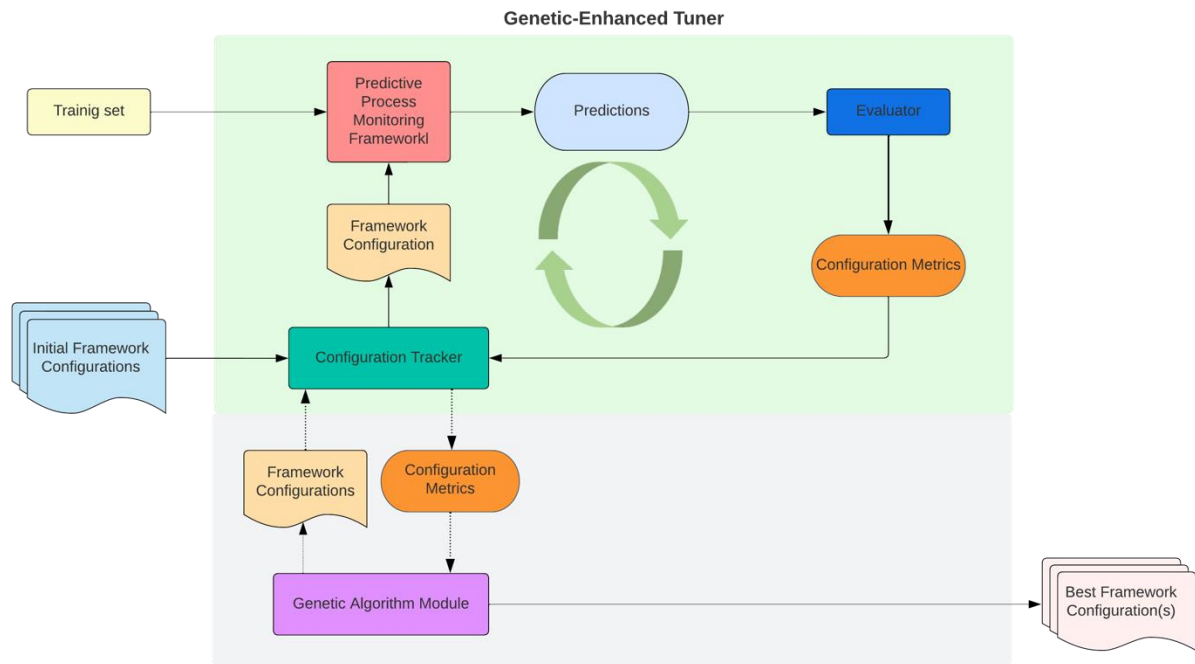 Genetic-Enhanced Tuner
Trainig set
Predictive
Process
Monitoring
Frameworkl
Predictions
Evaluator
Framework
Configuration
Configuration Metrics
Initial Framework
Configurations
Configuration Tracker
Framework
Configurations
Configuration
Metrics
Genetic Algorithm Module
Best Framework
Configuration(s)